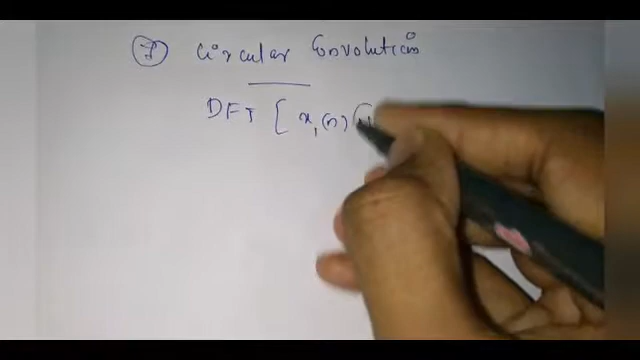 7 Circular Convolution
DFT [ x₁(n) N